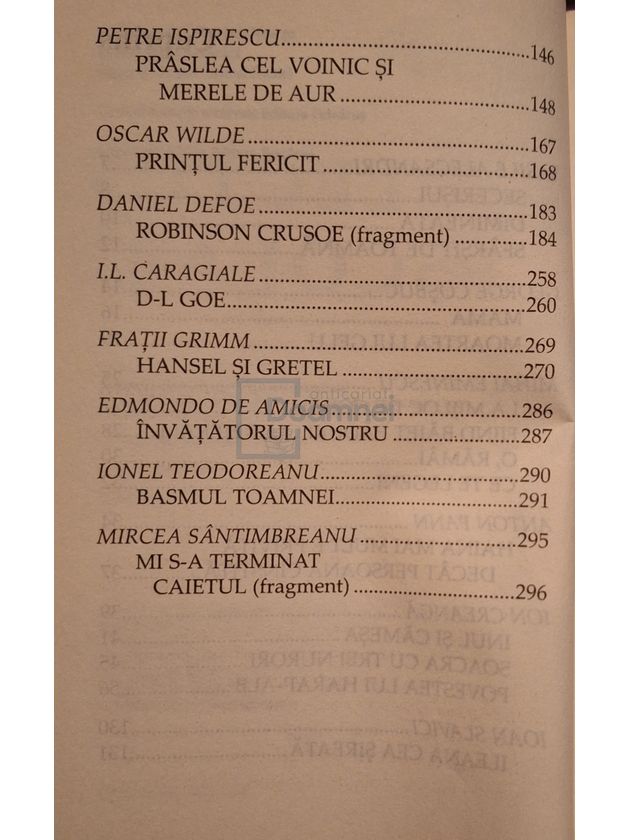 PETRE ISPIRESCU....................................146
PRÂSLEA CEL VOINIC ȘI
MERELE DE AUR..............................148
OSCAR WILDE..........................................167
PRINȚUL FERICIT................................168
DANIEL DEFOE........................................183
ROBINSON CRUSOE (fragment)............184
I.L. CARAGIALE......................................258
D-L GOE.............................................260
FRAȚII GRIMM.......................................269
HANSEL ȘI GRETEL............................270
anticariat
Doamnei
EDMONDO DE AMICIS..........................286
ÎNVĂȚĂTORUL NOSTRU....................287
IONEL TEODOREANU............................290
BASMUL TOAMNEI............................291
MIRCEA SÂNTIMBREANU......................295
MI S-A TERMINAT
CAIETUL (fragment)........................296